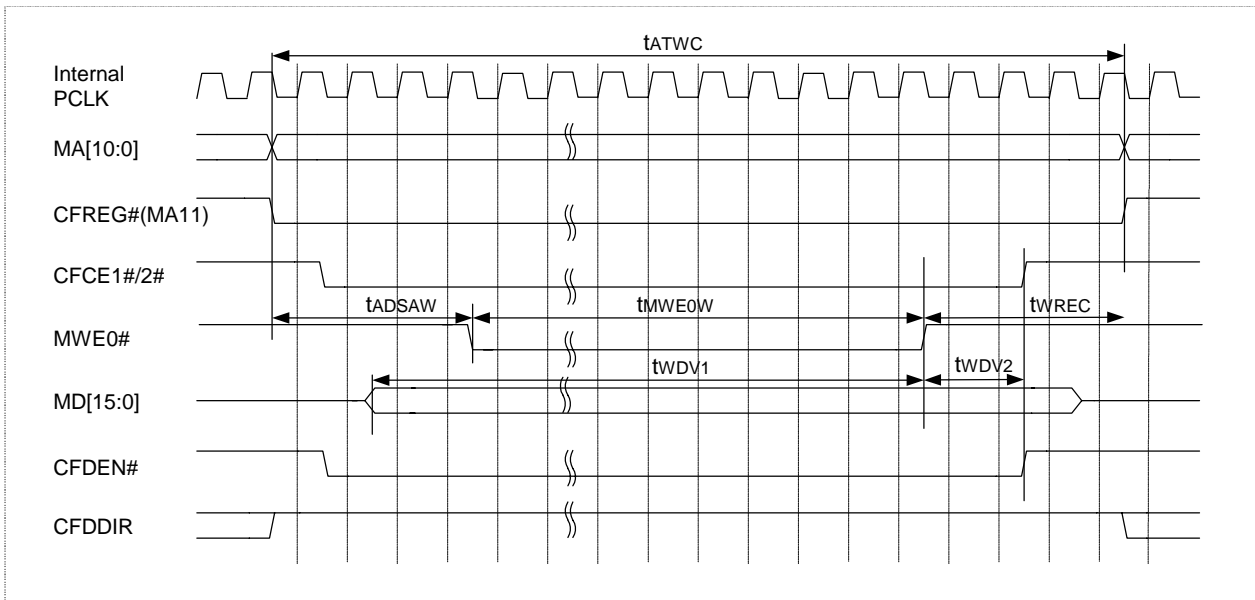 tATWC
Internal
PCLK
MA[10:0]
CFREG#(MA11)
CFCE1#/2#
tADSAW tMWE0W tWREC
MWE0#
tWDV1 tWDV2
MD[15:0]
CFDEN#
CFDDIR